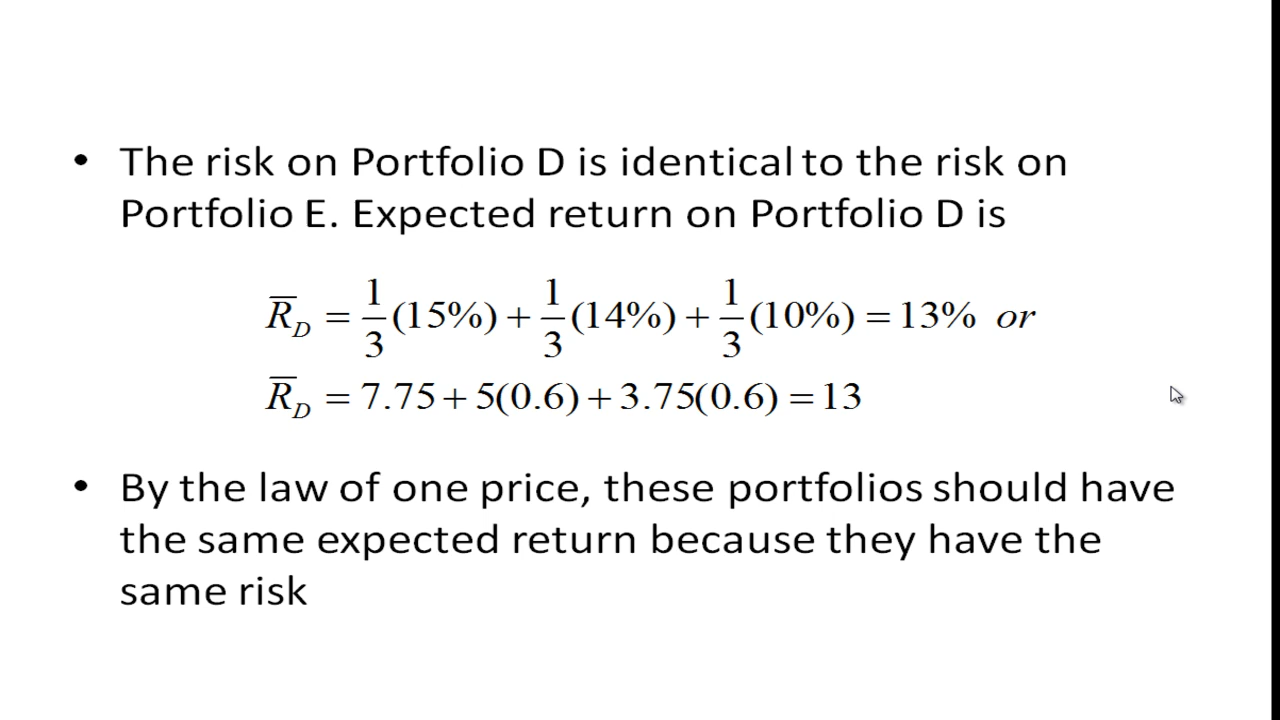 • The risk on Portfolio D is identical to the risk on
Portfolio E. Expected return on Portfolio D is
R̅_D = 1/3 (15%) + 1/3 (14%) + 1/3 (10%) = 13% or
R̅_D = 7.75 + 5(0.6) + 3.75(0.6) = 13
• By the law of one price, these portfolios should have
the same expected return because they have the
same risk